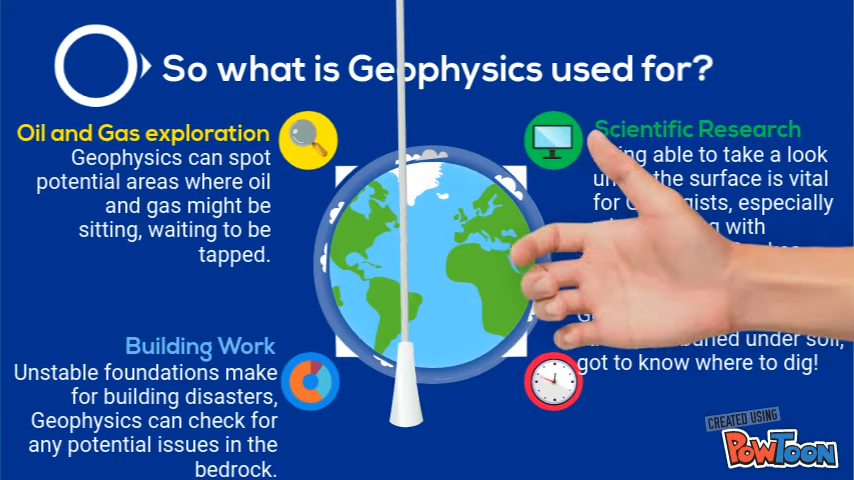 So what is Geophysics used for?
Oil and Gas exploration
Geophysics can spot
potential areas where oil
and gas might be
sitting, waiting to be
tapped.
Scientific Research
able to take a look
the surface is vital
for especially
with
Building Work
Unstable foundations make
for building disasters,
Geophysics can check for
any potential issues in the
bedrock.
under soil,
got to know where to dig!
CREATED USING
PowToon